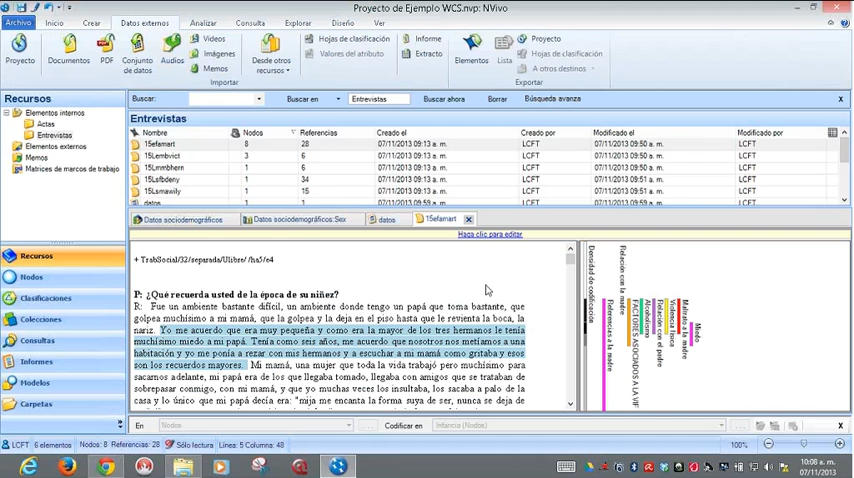 Proyecto de Ejemplo WCS.nvp: NVivo
Archivo Inicio Crear Datos externos Analizar Consulta Explorar Diseño Ver
Proyecto Documentos PDF Conjunto de datos Audios
Videos
Imágenes
Memos
Desde otros recursos
Hojas de clasificación
Valores del atributo
Informe
Extracto
Elementos Lista
Proyecto
Hojas de clasificación
A otros destinos
Importar Exportar
Recursos
Elementos internos
Actas
Entrevistas
Elementos externos
Memos
Matrices de marcos de trabajo
Buscar: Buscar en Entrevistas Buscar ahora Borrar Búsqueda avanza
Entrevistas
Nombre Nodos Referencias Creado el Creado por Modificado el Modificado por
15efamart 8 28 07/11/2013 09:13 a. m. LCFT 07/11/2013 09:50 a. m. LCFT
15Lembvict 3 6 07/11/2013 09:13 a. m. LCFT 07/11/2013 09:50 a. m. LCFT
15Lmmbhern 1 6 07/11/2013 09:13 a. m. LCFT 07/11/2013 09:50 a. m. LCFT
15Lsfbdeny 1 34 07/11/2013 09:13 a. m. LCFT 07/11/2013 09:50 a. m. LCFT
15Lsmawily 1 15 07/11/2013 09:13 a. m. LCFT 07/11/2013 09:50 a. m. LCFT
datos
Datos sociodemográficos Datos sociodemográficos:Sex datos 15efamart
Haga clic para editar
+ TrabSocial/32/separada/Ulibre/ /ha5/e4
P: ¿Qué recuerda usted de la época de su niñez?
R: Fue un ambiente bastante difícil, un ambiente donde tengo un papá que toma bastante, que
golpea muchísimo a mi mamá, que la golpea y la deja en el piso hasta que le revienta la boca, la
nariz. Yo me acuerdo que era muy pequeña y como era la mayor de los tres hermanos le tenía
muchísimo miedo a mi papá. Tenía como seis años, me acuerdo que nosotros nos metíamos a una
habitación y yo me ponía a rezar con mis hermanos y a escuchar a mi mamá como gritaba y esos
son los recuerdos mayores. Mi mamá, una mujer que toda la vida trabajó pero muchísimo para
sacarnos adelante, mi papá era de los que llegaba tomado, llegaba con amigos que se trataban de
sobrepasar conmigo, con mi mamá, y que yo muchas veces los insultaba, los sacaba a palo de la
casa y lo único que mi papá decía era: "mija me encanta la forma suya de ser, nunca se deja de
Densidad de codificación
Referencias a la madre
Relación con la madre
FACTORES ASOCIADOS A LA VIF
Alcoholismo
Relación con el padre
Violencia física
Maltrato a la madre
Miedo
Recursos
Nodos
Clasificaciones
Colecciones
Consultas
Informes
Modelos
Carpetas
En Nodos Codificar en Infancia (Nodos)
LCFT 6 elementos Nodos: 8 Referencias: 28 Sólo lectura Línea: 5 Columna: 48 100%
10:08 a. m.
07/11/2013